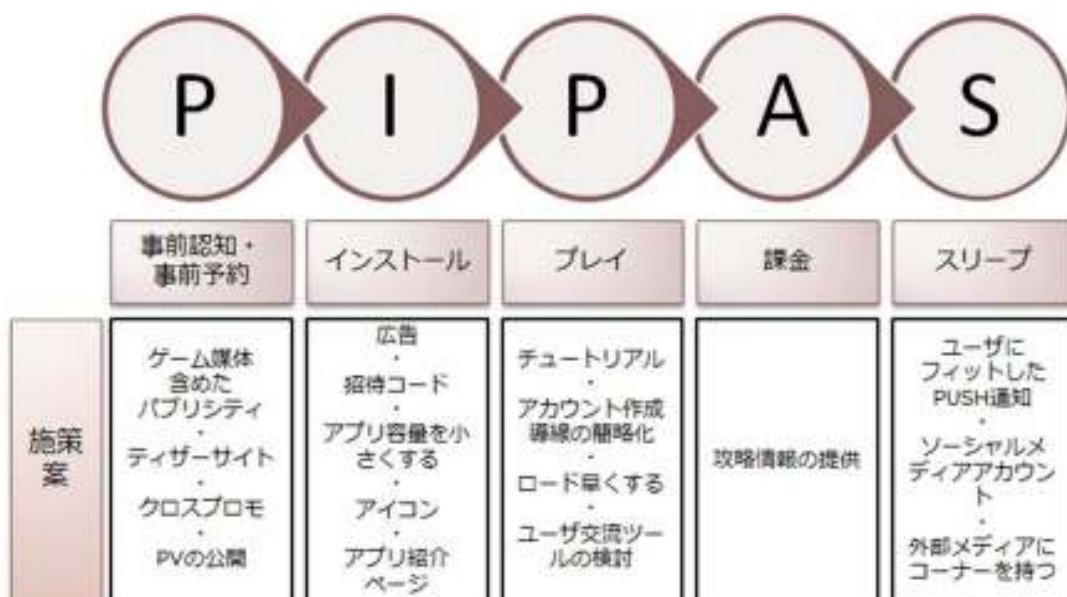 P
I
P
A
S
事前認知・
事前予約
インストール
プレイ
課金
スリープ
施策
案
ゲーム媒体
含めた
パブリシティ
・
ティザーサイト
・
クロスプロモ
・
PVの公開
広告
・
招待コード
・
アプリ容量を小
さくする
・
アイコン
・
アプリ紹介
ページ
チュートリアル
・
アカウント作成
導線の簡略化
・
ロード早くする
・
ユーザ交流ツー
ルの検討
攻略情報の提供
ユーザに
フィットした
PUSH通知
・
ソーシャルメ
ディアアカウン
ト
・
外部メディアに
コーナーを持つ